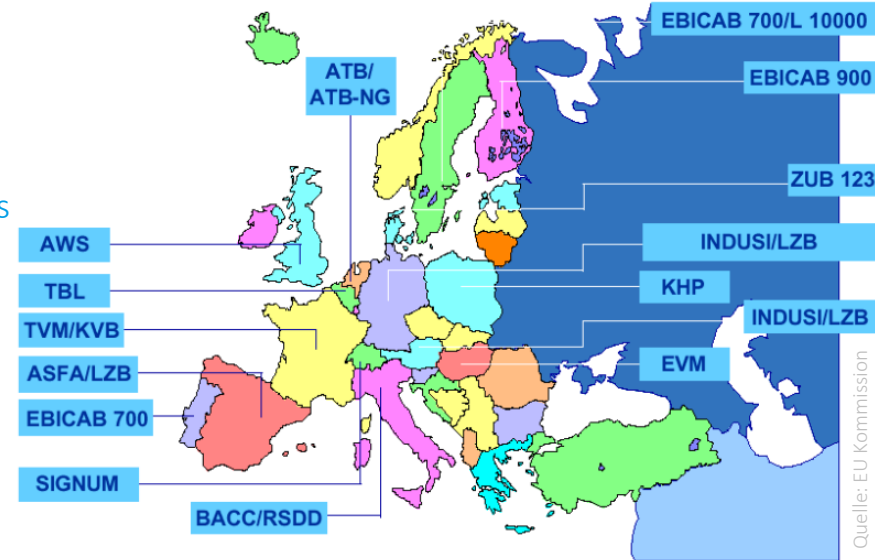 EBICAB 700/L 10000
ATB/
ATB-NG
EBICAB 900
ZUB 123
S
AWS
INDUSI/LZB
TBL
KHP
TVM/KVB
INDUSI/LZB
ASFA/LZB
EVM
EBICAB 700
SIGNUM
BACC/RSDD
Quelle: EU Kommission